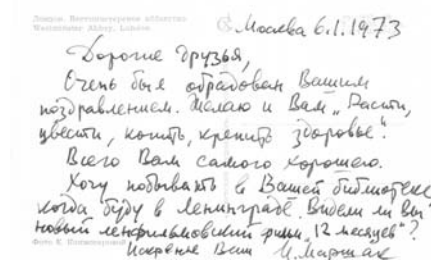 Лондон. Вестминстерское аббатство
Westminster Abbey, London
Москва 6.1.1973
Дорогие друзья,
Очень был обрадован Вашим
поздравлением. Желаю и Вам „Расти,
цвести, копить, крепить здоровье“.
Всего Вам самого хорошего.
Хочу побывать в Вашей библиотеке
когда буду в Ленинграде. Видели ли Вы
новый ленфильмовский фильм „12 месяцев“?
Искренне Ваш И. Маршак
Фото